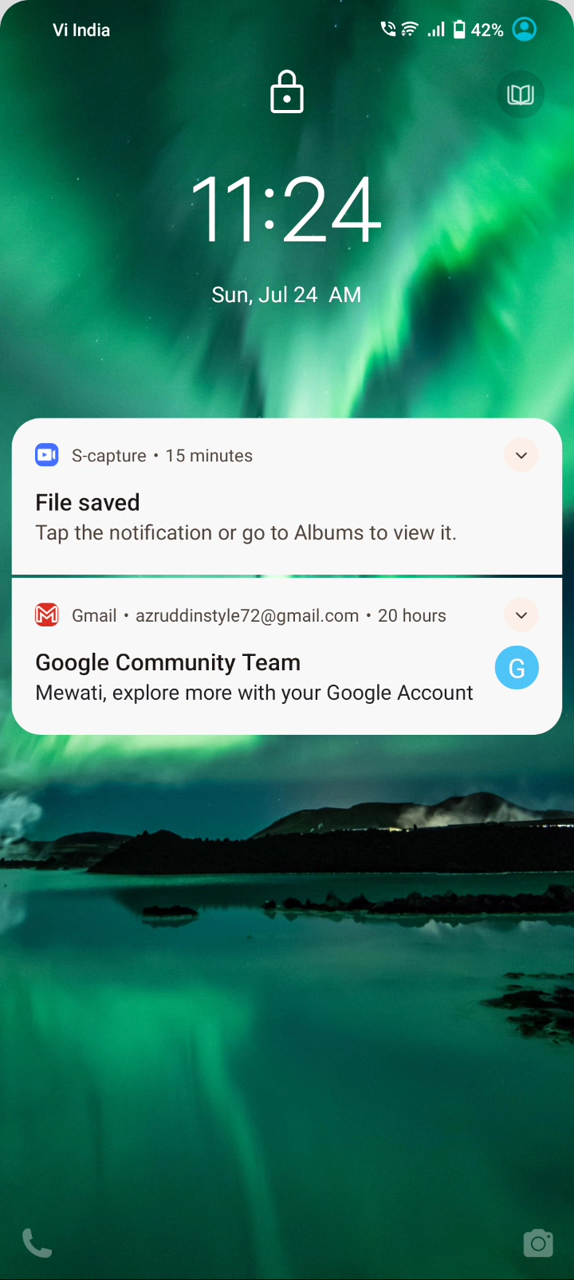 Vi India
42%
11:24
Sun, Jul 24 AM
S-capture • 15 minutes
File saved
Tap the notification or go to Albums to view it.
Gmail • azruddinstyle72@gmail.com • 20 hours
Google Community Team
G
Mewati, explore more with your Google Account